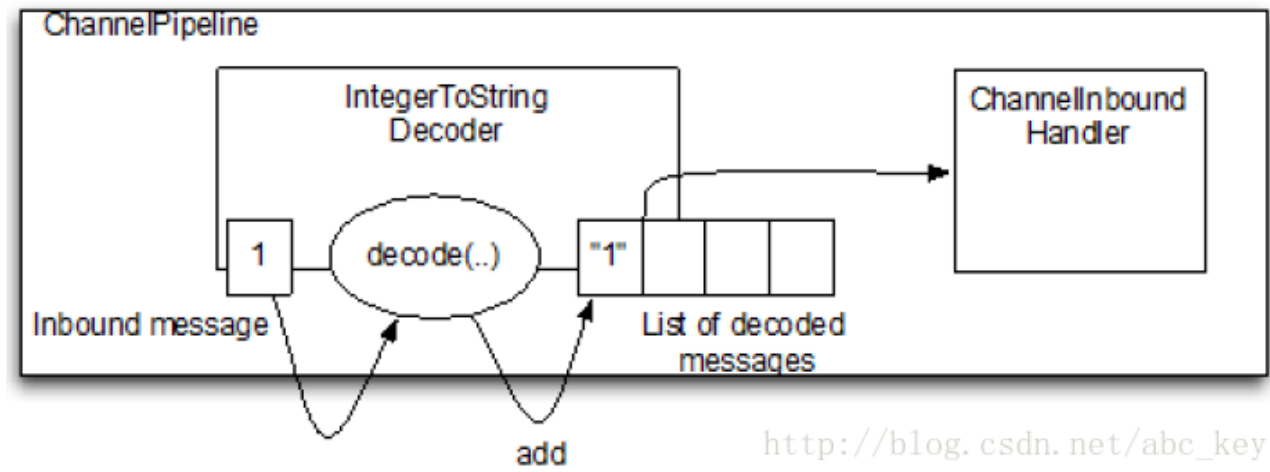 ChannelPipeline
IntegerToString
Decoder
ChannelInbound
Handler
1
decode(..)
"1"
Inbound message
List of decoded
messages
add
http://blog.csdn.net/abc_key